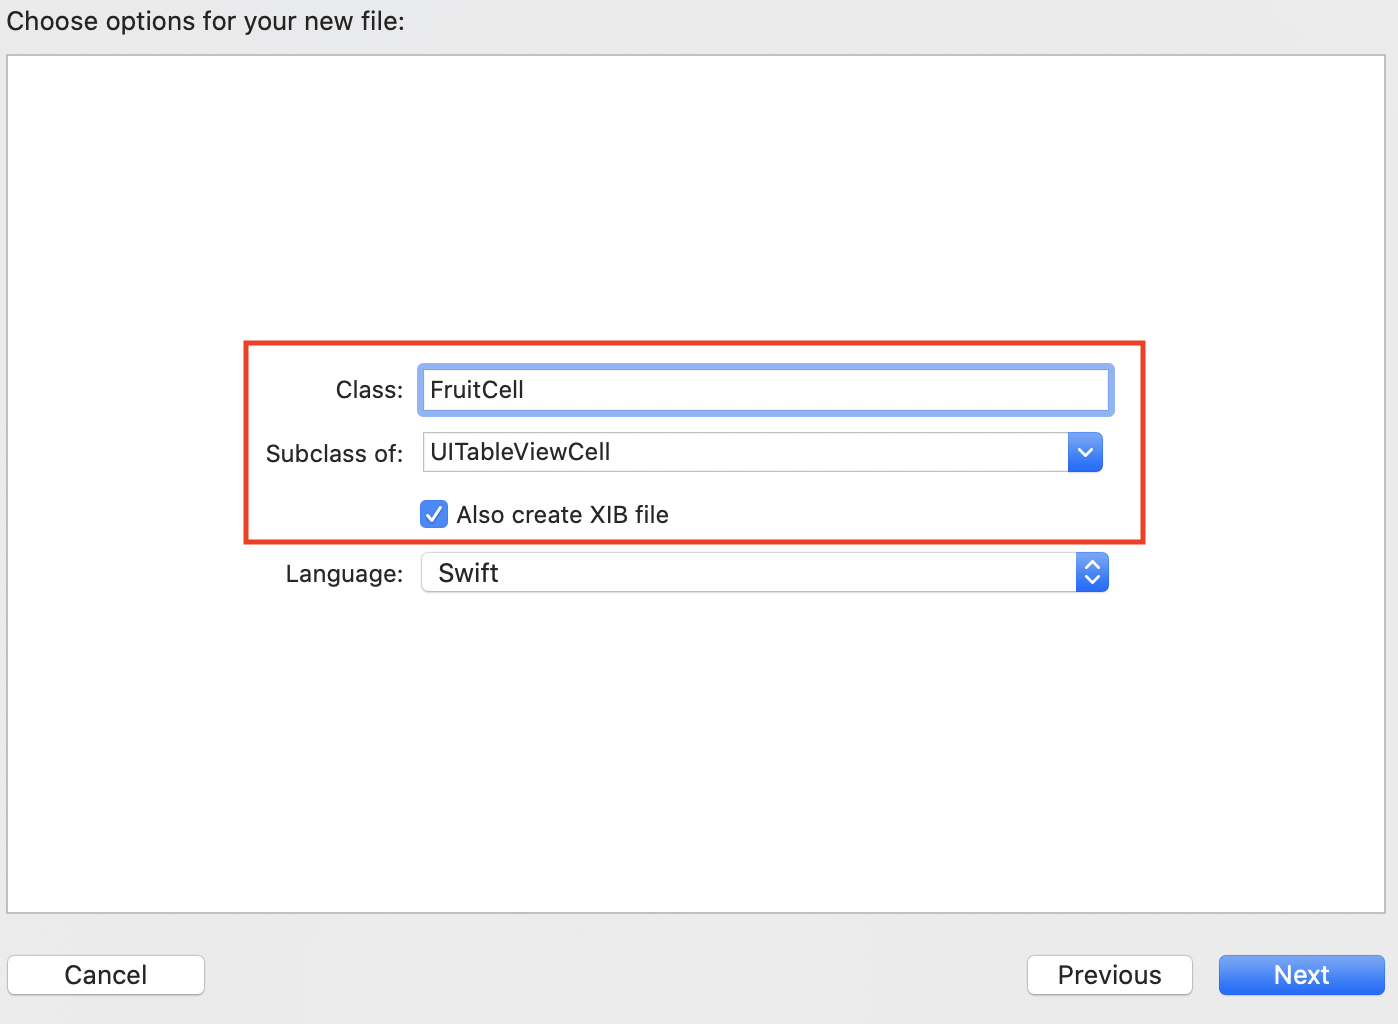 Choose options for your new file:
Class: FruitCell
Subclass of: UITableViewCell
Also create XIB file
Language: Swift
Cancel Previous Next